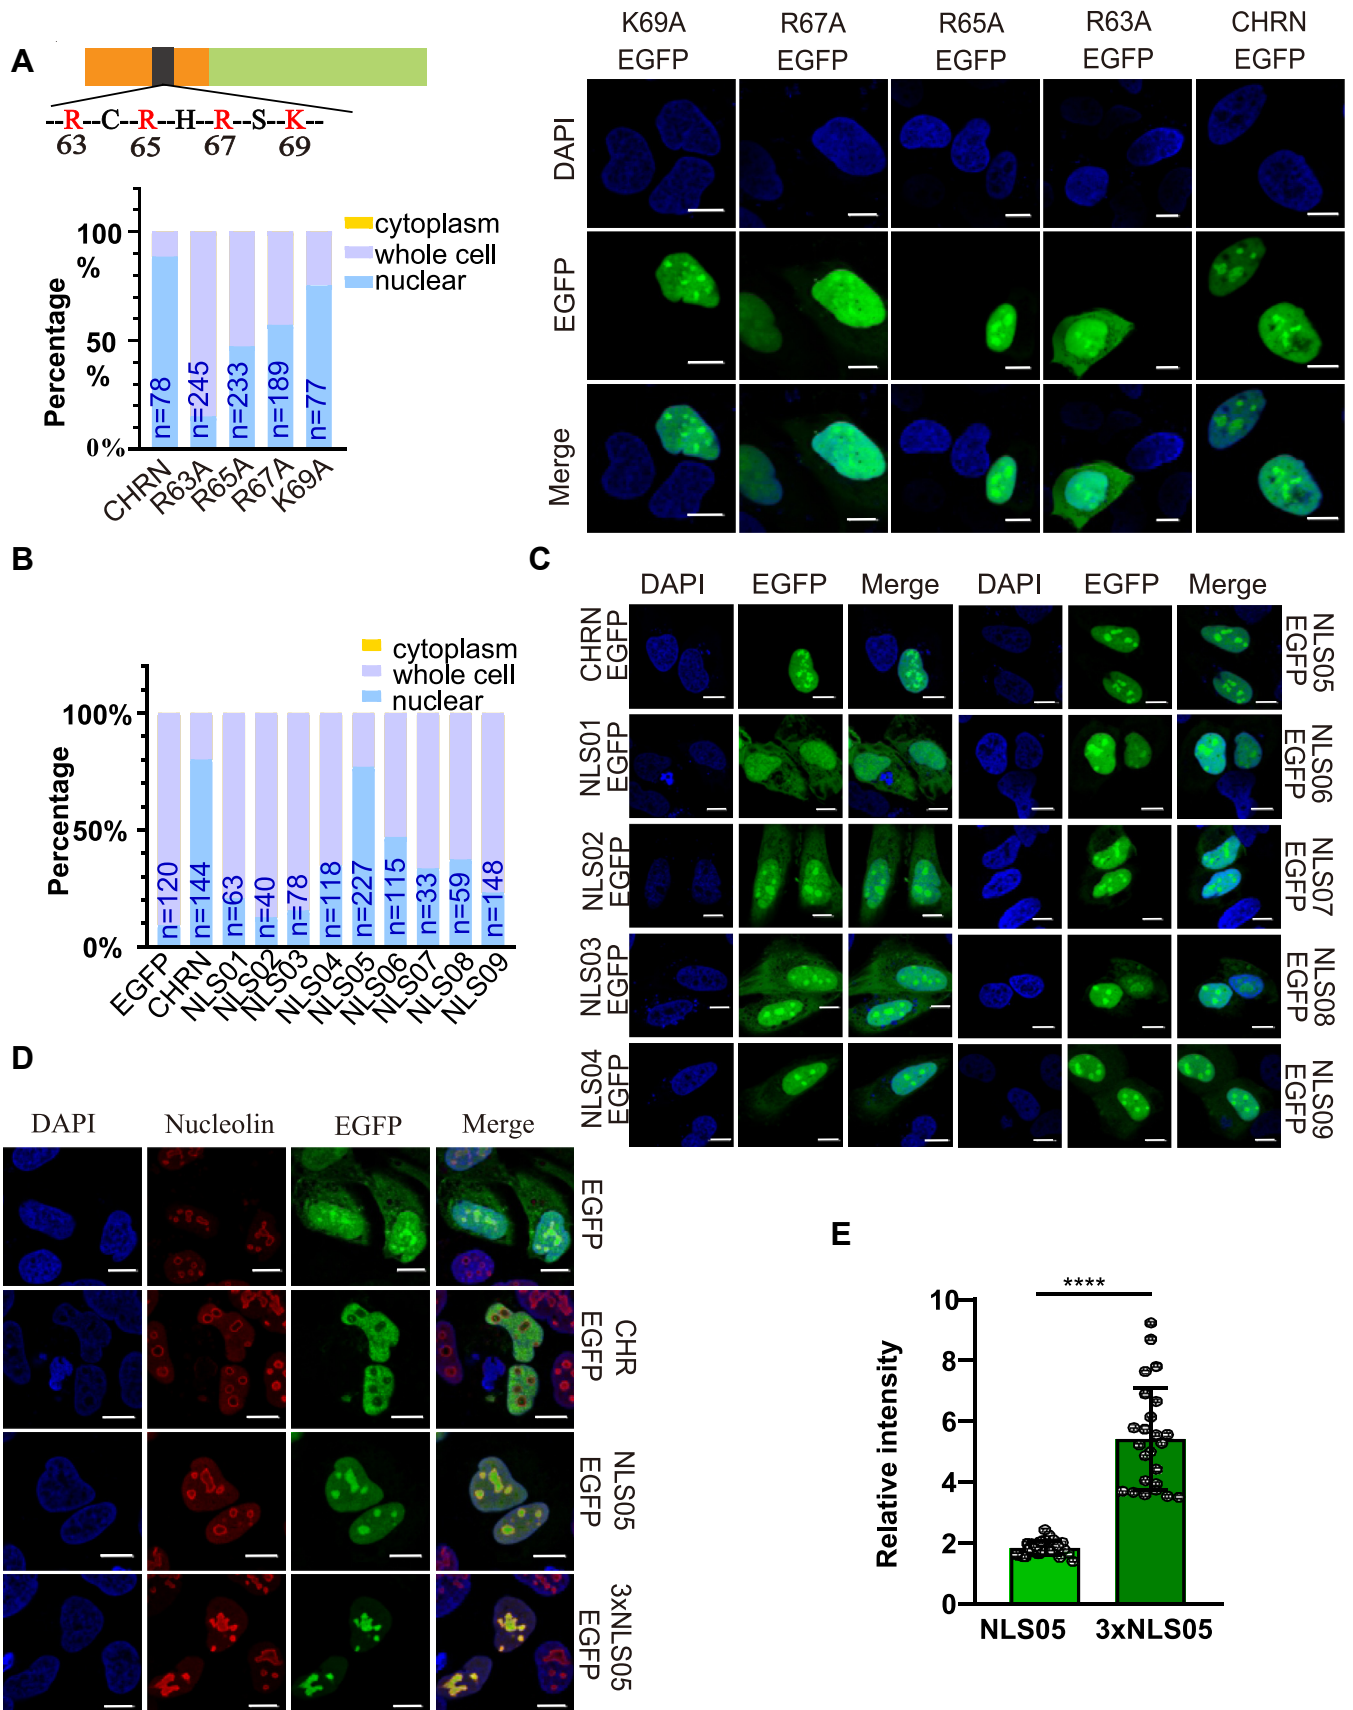 A
--R--C--R--H--R--S--K--
63 65 67 69
Percentage
100
%
50
%
0%
cytoplasm
whole cell
nuclear
n=78
n=245
n=233
n=189
n=77
CHRN
R63A
R65A
R67A
K69A
K69A
EGFP
R67A
EGFP
R65A
EGFP
R63A
EGFP
CHRN
EGFP
DAPI
EGFP
Merge
B
cytoplasm
whole cell
nuclear
Percentage
100%
50%
0%
n=120
n=144
n=63
n=40
n=78
n=118
n=227
n=115
n=33
n=59
n=148
EGFP
CHRN
NLS01
NLS02
NLS03
NLS04
NLS05
NLS06
NLS07
NLS08
NLS09
C
DAPI EGFP Merge DAPI EGFP Merge
CHRN
EGFP
NLS01
EGFP
NLS02
EGFP
NLS03
EGFP
NLS04
EGFP
NLS05
EGFP
NLS06
EGFP
NLS07
EGFP
NLS08
EGFP
NLS09
EGFP
D
DAPI Nucleolin EGFP Merge
EGFP
CHR
EGFP
NLS05
EGFP
3xNLS05
EGFP
E
****
Relative intensity
10
8
6
4
2
0
NLS05 3xNLS05